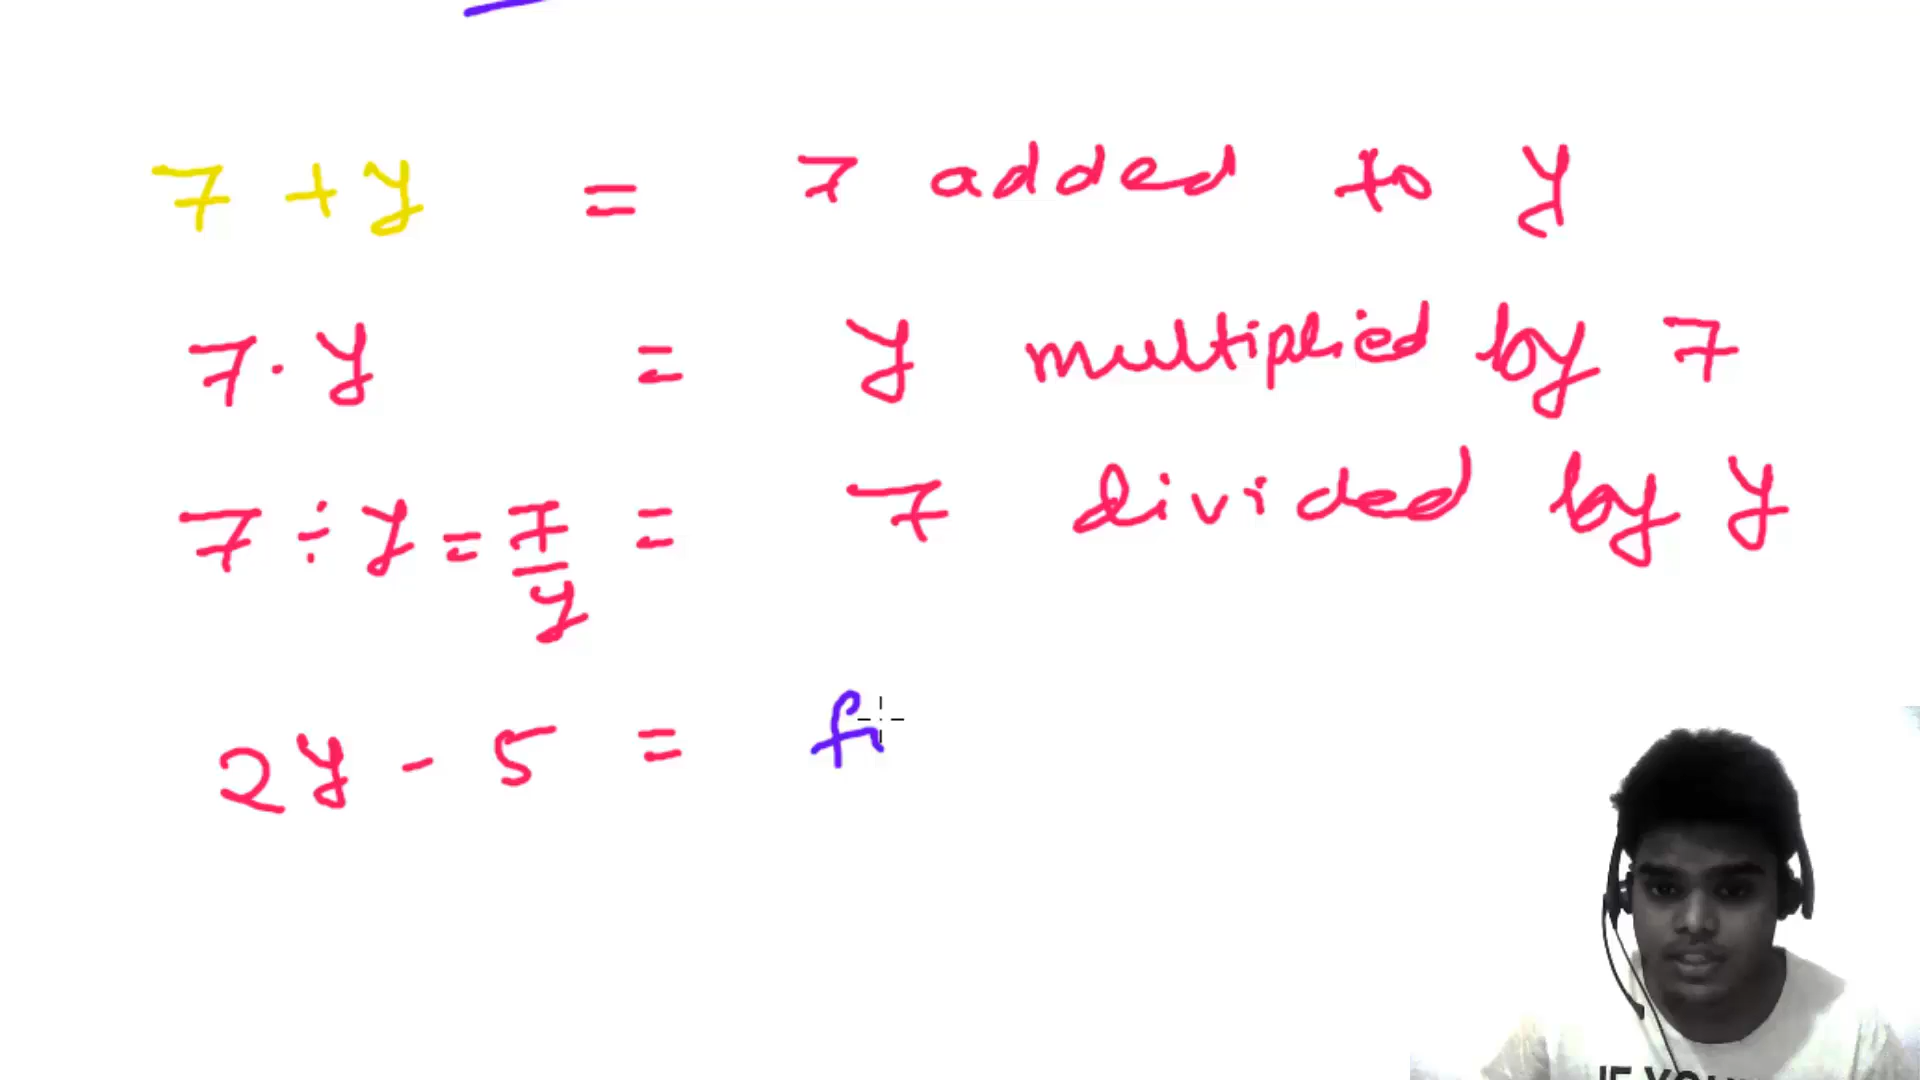 7 + y = 7 added to y
7 · y = y multiplied by 7
7 ÷ y = 7/y = 7 divided by y
2y - 5 = fi